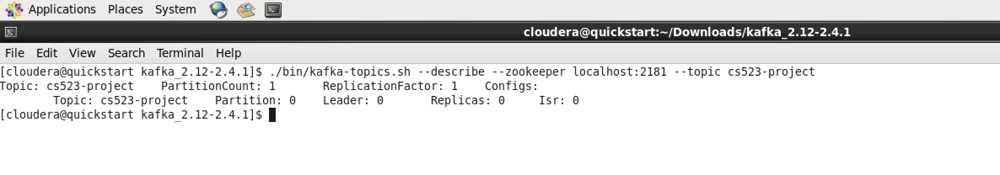 Applications Places System
cloudera@quickstart:~/Downloads/kafka_2.12-2.4.1
File Edit View Search Terminal Help
[cloudera@quickstart kafka_2.12-2.4.1]$ ./bin/kafka-topics.sh --describe --zookeeper localhost:2181 --topic cs523-project
Topic: cs523-project PartitionCount: 1 ReplicationFactor: 1 Configs:
Topic: cs523-project Partition: 0 Leader: 0 Replicas: 0 Isr: 0
[cloudera@quickstart kafka_2.12-2.4.1]$